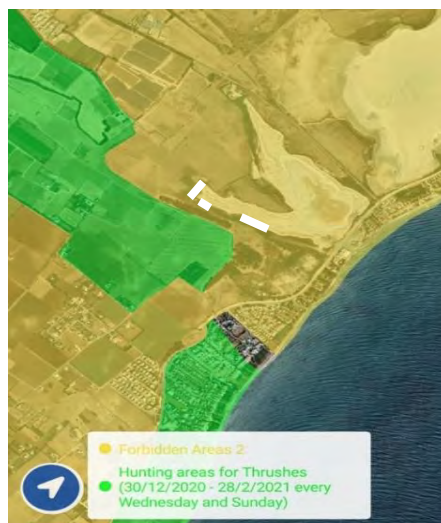 Forbidden Areas 2:
Hunting areas for Thrushes
(30/12/2020 - 28/2/2021 every
Wednesday and Sunday)